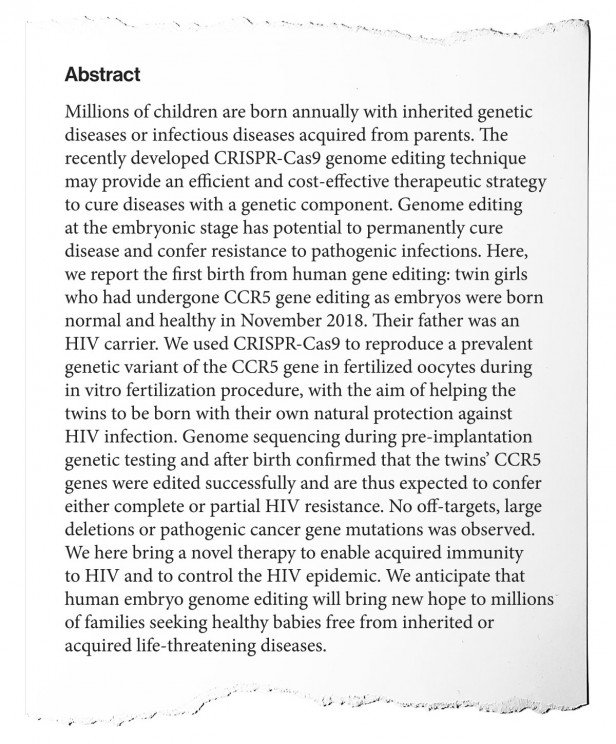 Abstract
Millions of children are born annually with inherited genetic
diseases or infectious diseases acquired from parents. The
recently developed CRISPR-Cas9 genome editing technique
may provide an efficient and cost-effective therapeutic strategy
to cure diseases with a genetic component. Genome editing
at the embryonic stage has potential to permanently cure
disease and confer resistance to pathogenic infections. Here,
we report the first birth from human gene editing: twin girls
who had undergone CCR5 gene editing as embryos were born
normal and healthy in November 2018. Their father was an
HIV carrier. We used CRISPR-Cas9 to reproduce a prevalent
genetic variant of the CCR5 gene in fertilized oocytes during
in vitro fertilization procedure, with the aim of helping the
twins to be born with their own natural protection against
HIV infection. Genome sequencing during pre-implantation
genetic testing and after birth confirmed that the twins’ CCR5
genes were edited successfully and are thus expected to confer
either complete or partial HIV resistance. No off-targets, large
deletions or pathogenic cancer gene mutations was observed.
We here bring a novel therapy to enable acquired immunity
to HIV and to control the HIV epidemic. We anticipate that
human embryo genome editing will bring new hope to millions
of families seeking healthy babies free from inherited or
acquired life-threatening diseases.